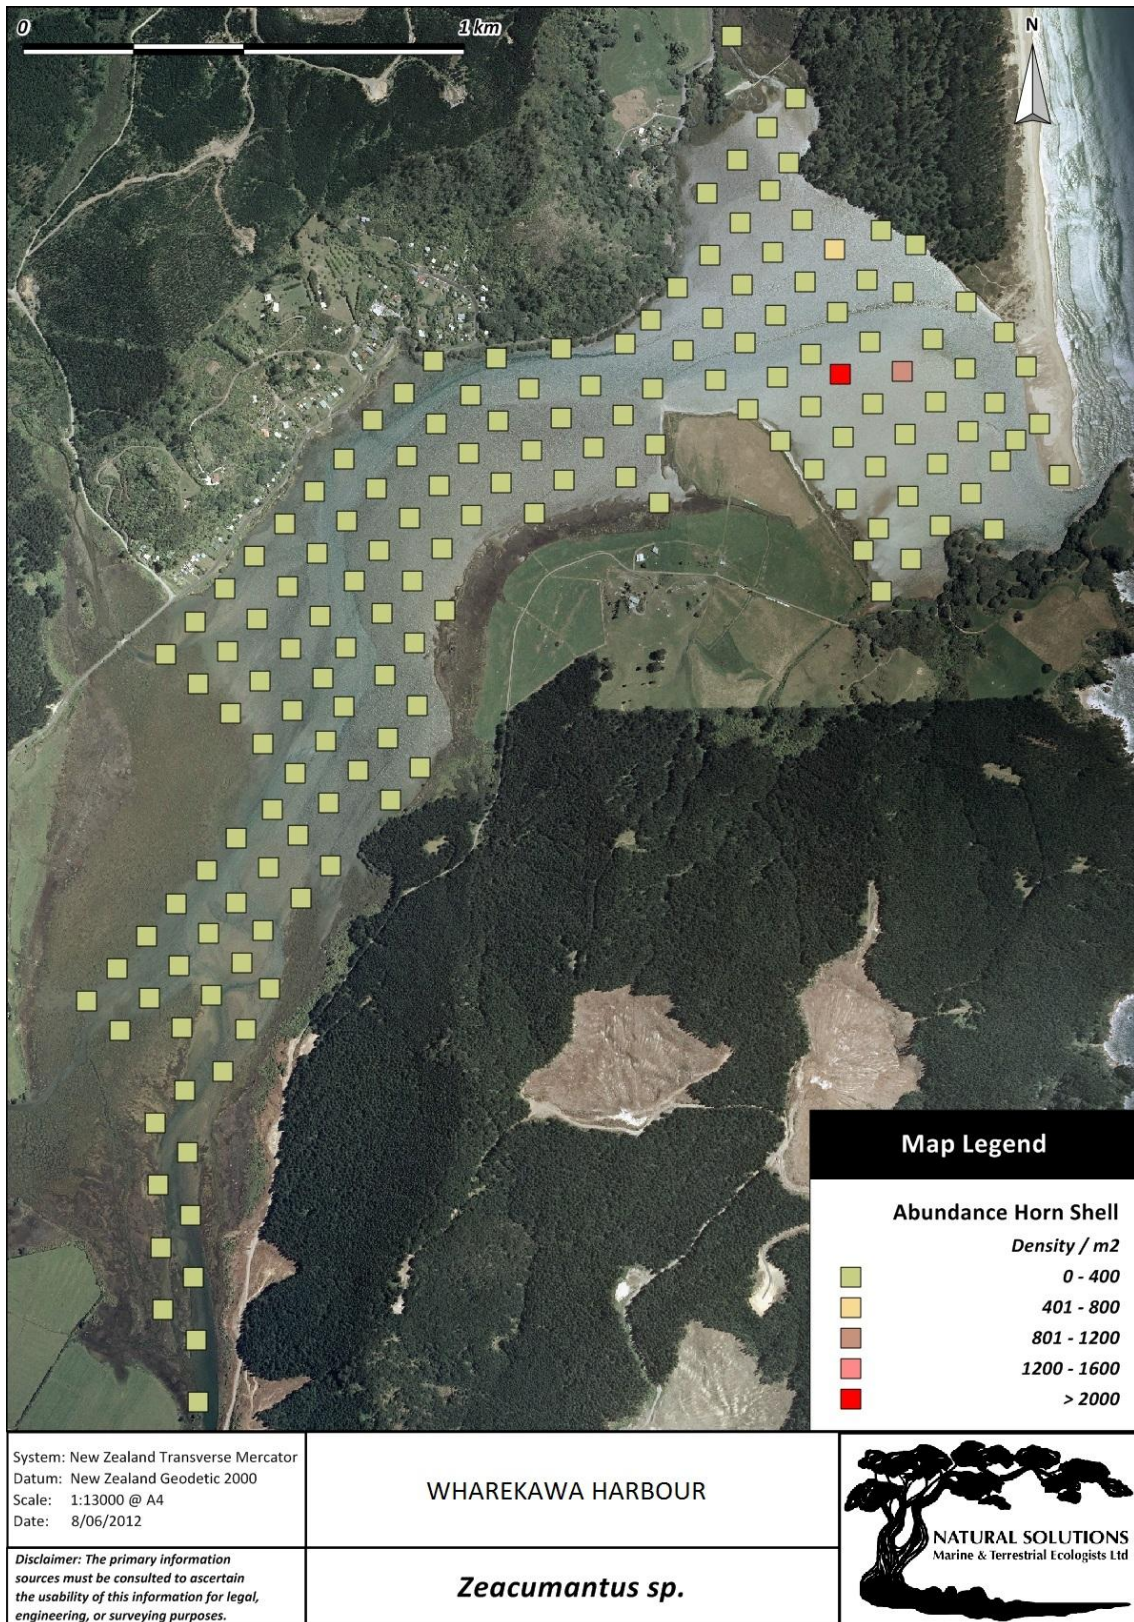 0
1 km
N
Map Legend
Abundance Horn Shell
Density / m2
0 - 400
401 - 800
801 - 1200
1200 - 1600
> 2000
System: New Zealand Transverse Mercator
Datum: New Zealand Geodetic 2000
Scale: 1:13000 @ A4
Date: 8/06/2012
Disclaimer: The primary information
sources must be consulted to ascertain
the usability of this information for legal,
engineering, or surveying purposes.
WHAREKAWA HARBOUR
Zeacumantus sp.
NATURAL SOLUTIONS
Marine & Terrestrial Ecologists Ltd